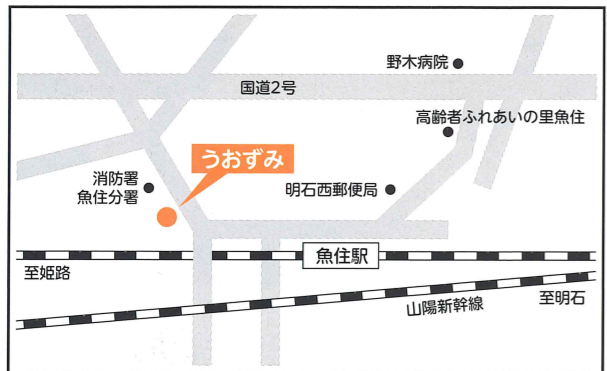 野木病院
国道2号
高齢者ふれあいの里魚住
うおずみ
消防署
魚住分署
明石西郵便局
魚住駅
至姫路
山陽新幹線
至明石